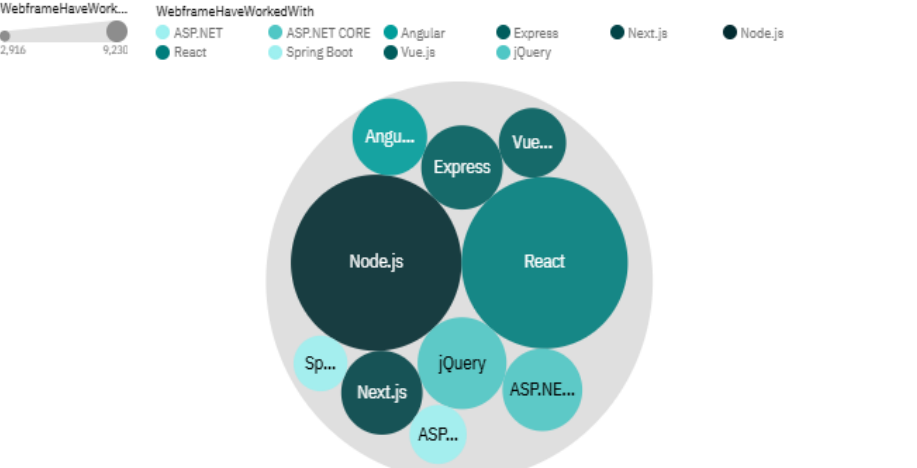 WebframeHaveWork...
2,916 9,230
WebframeHaveWorkedWith
ASP.NET ASP.NET CORE Angular Express Next.js Node.js
React Spring Boot Vue.js jQuery
Angu...
Express
Vue...
Node.js
React
Sp...
jQuery
Next.js
ASP.NE...
ASP...